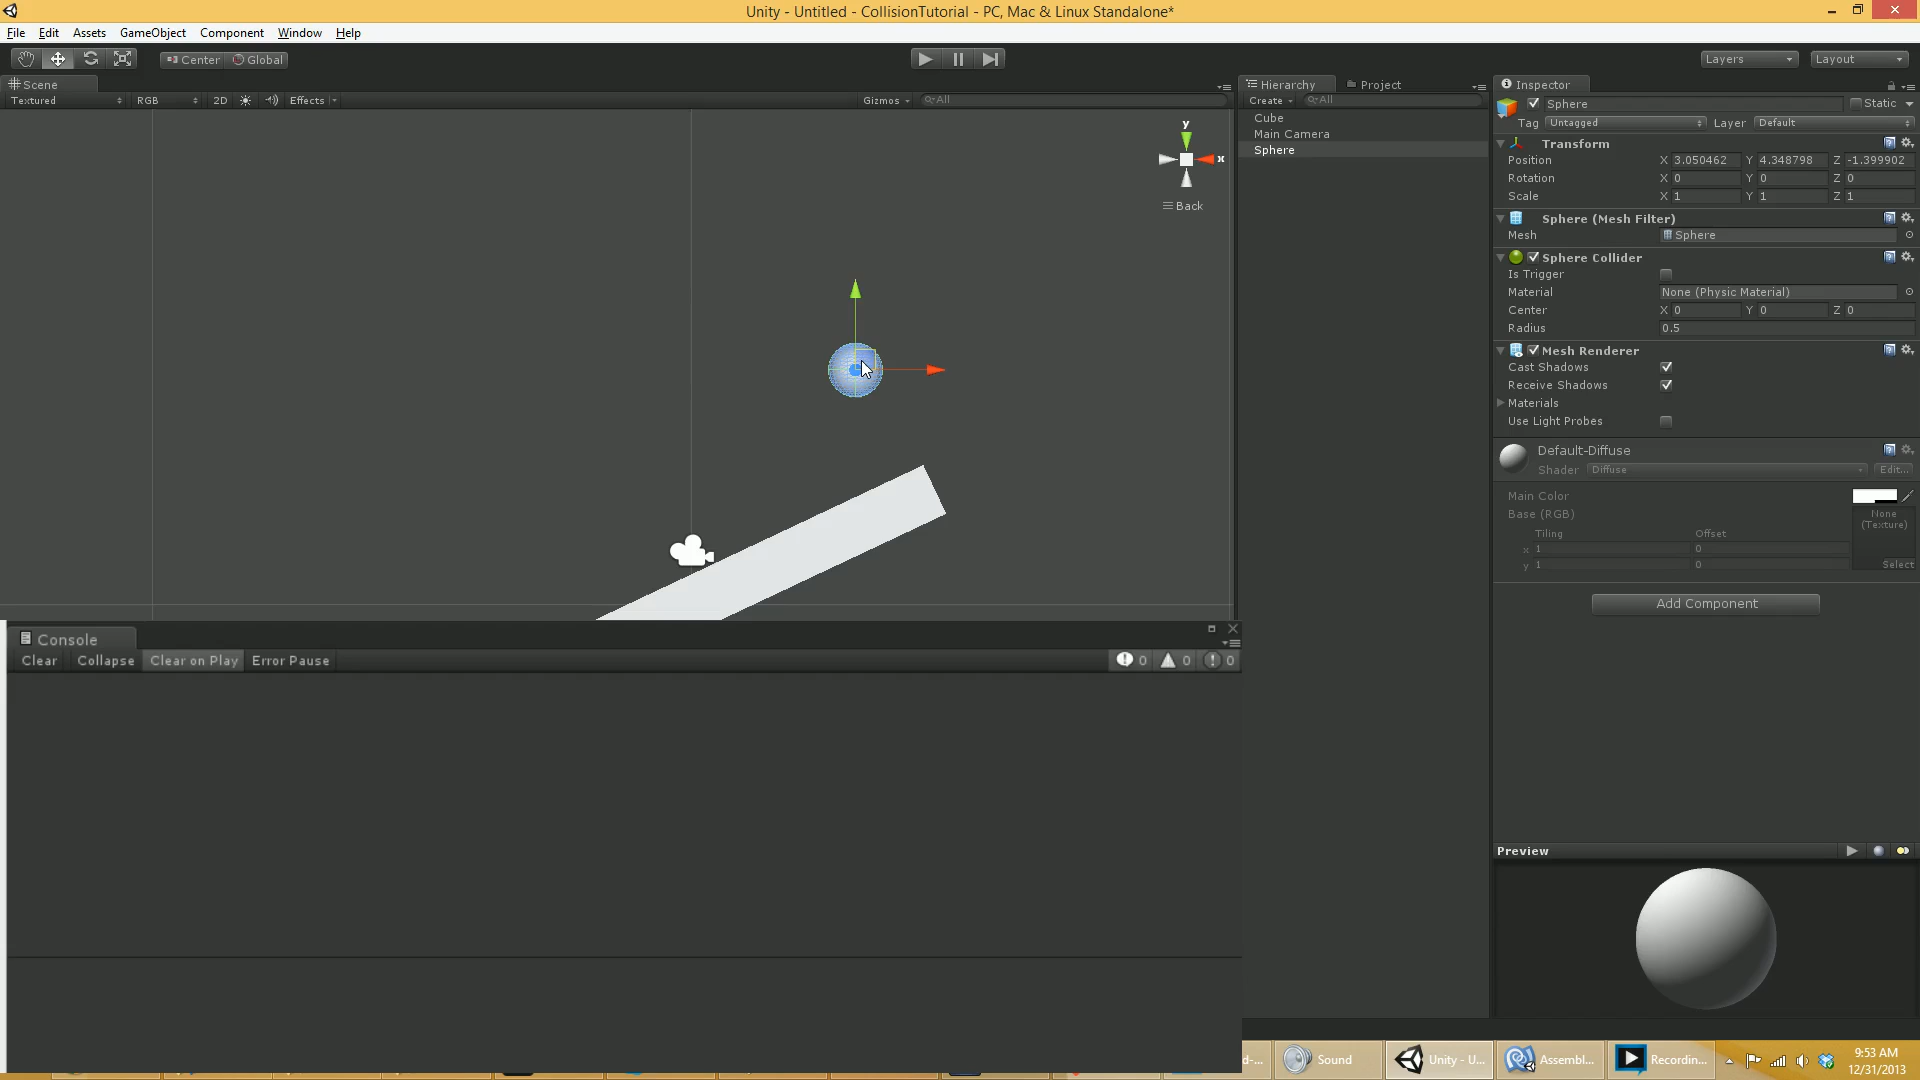 Unity - Untitled - CollisionTutorial - PC, Mac & Linux Standalone*
File Edit Assets GameObject Component Window Help
Center Global Layers Layout
Scene
Textured RGB 2D Effects Gizmos All
y
x
Back
Hierarchy Project
Create All
Cube
Main Camera
Sphere
Inspector
Sphere Static
Tag Untagged Layer Default
Transform
Position X 3.050462 Y 4.348798 Z -1.399902
Rotation X 0 Y 0 Z 0
Scale X 1 Y 1 Z 1
Sphere (Mesh Filter)
Mesh Sphere
Sphere Collider
Is Trigger
Material None (Physic Material)
Center X 0 Y 0 Z 0
Radius 0.5
Mesh Renderer
Cast Shadows
Receive Shadows
Materials
Use Light Probes
Default-Diffuse
Shader Diffuse Edit...
Main Color
Base (RGB) None
(Texture)
Tiling Offset
x 1 0
y 1 0 Select
Add Component
Preview
Console
Clear Collapse Clear on Play Error Pause 0 0 0
d-... Sound Unity - U... Assembl... Recordin... 9:53 AM
12/31/2013